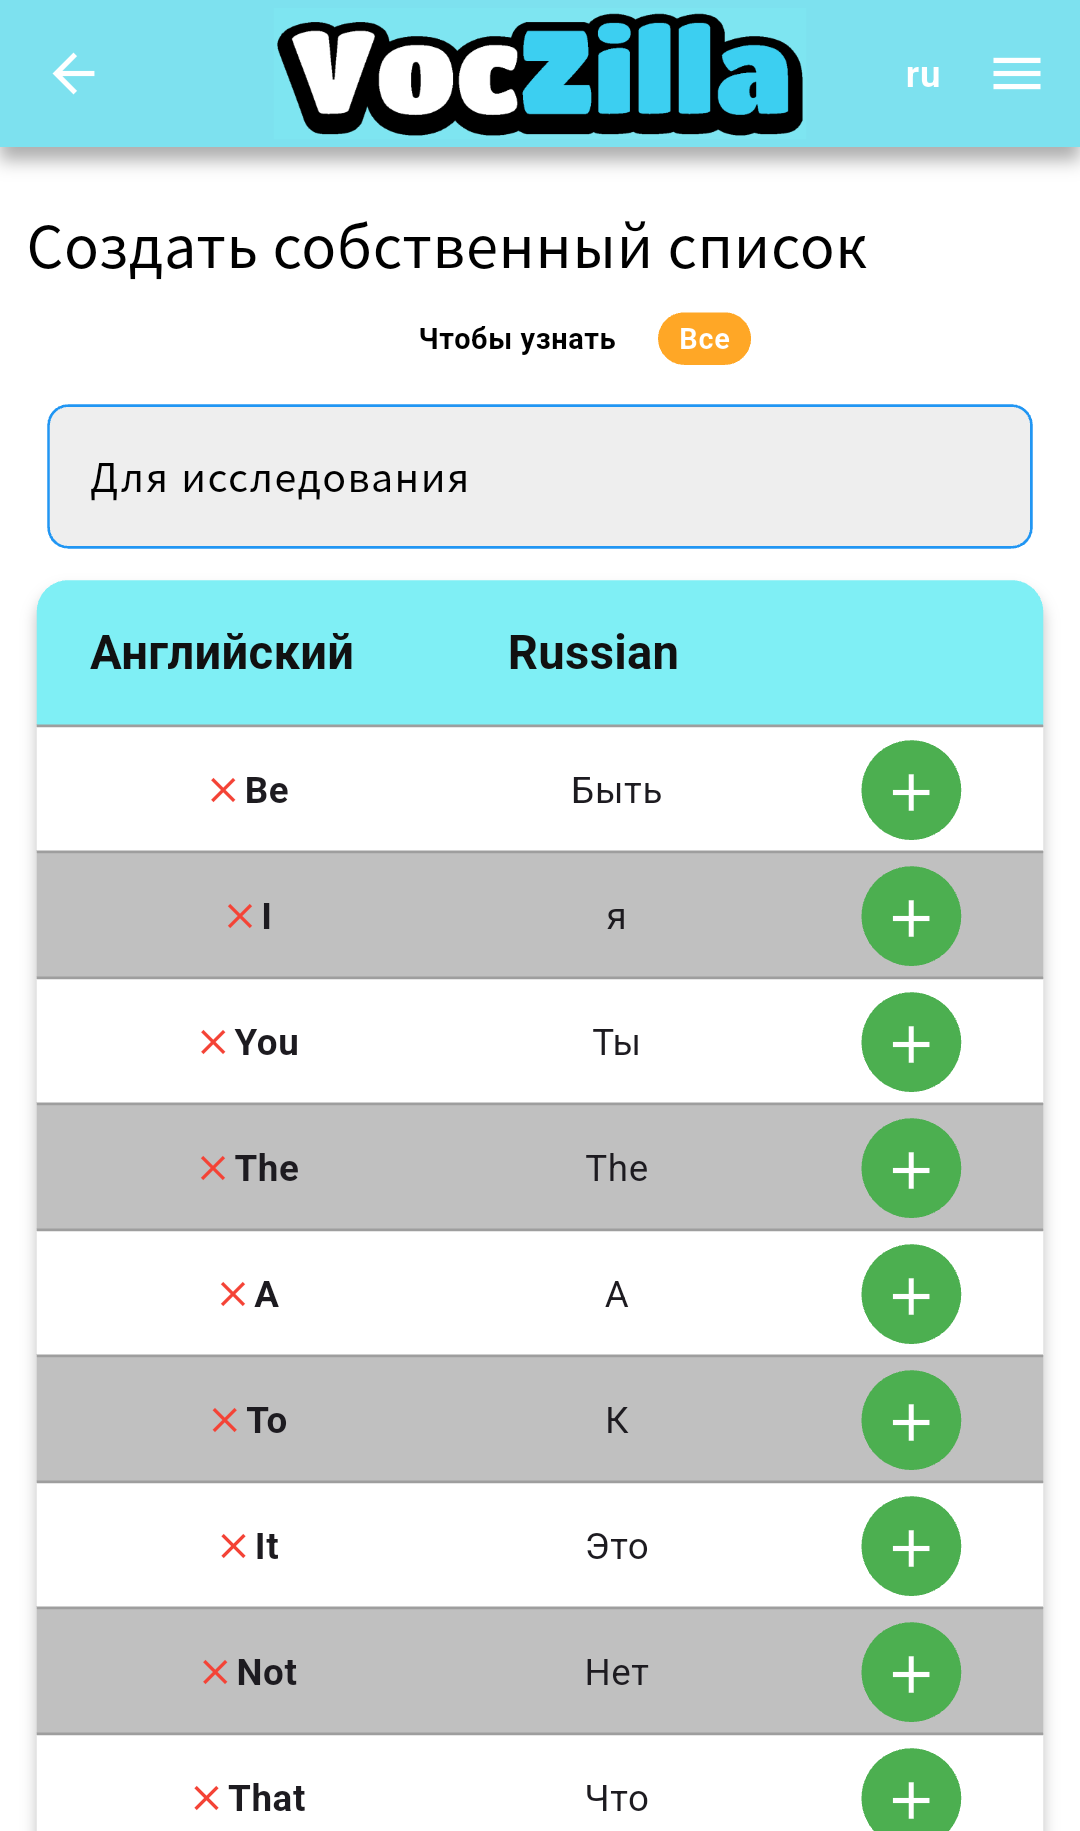 VocZilla
ru
Создать собственный список
Чтобы узнать Все
Для исследования
Английский Russian
Be Быть
I я
You Ты
The The
A А
To К
It Это
Not Нет
That Что